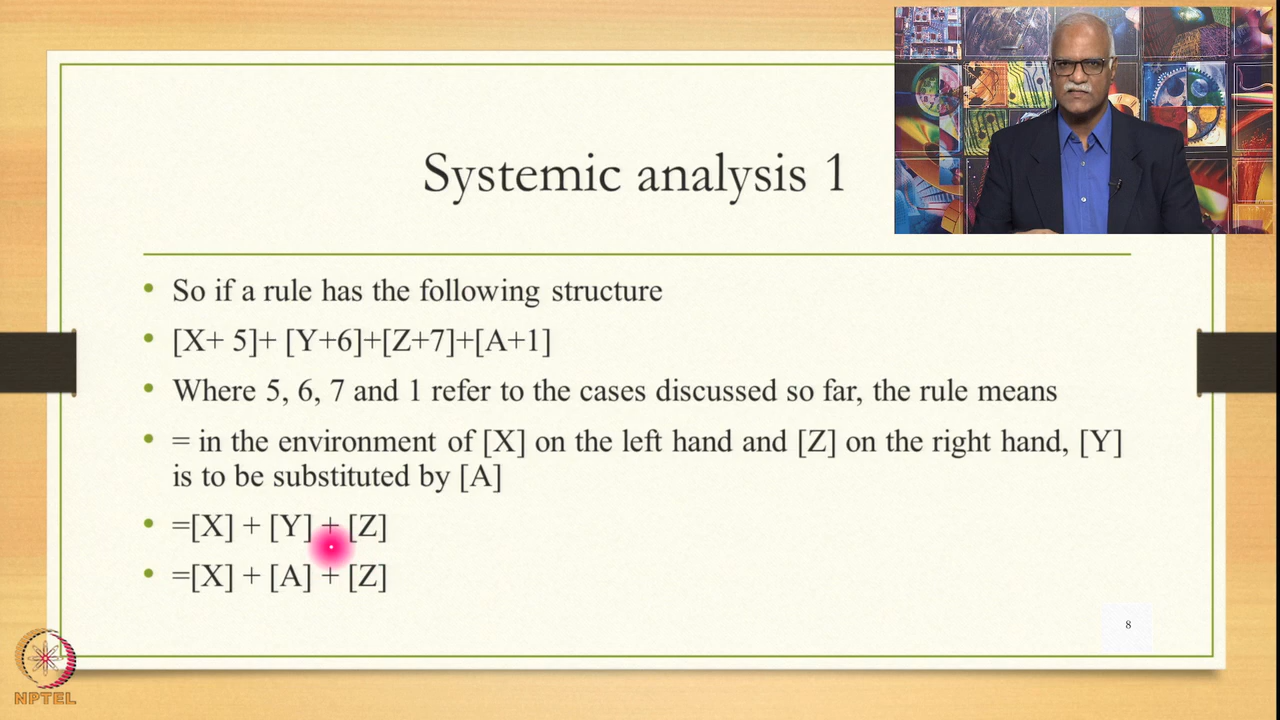 Systemic analysis 1
• So if a rule has the following structure
• [X+ 5]+ [Y+6]+[Z+7]+[A+1]
• Where 5, 6, 7 and 1 refer to the cases discussed so far, the rule means
• = in the environment of [X] on the left hand and [Z] on the right hand, [Y]
is to be substituted by [A]
• =[X] + [Y] + [Z]
• =[X] + [A] + [Z]
8
NPTEL